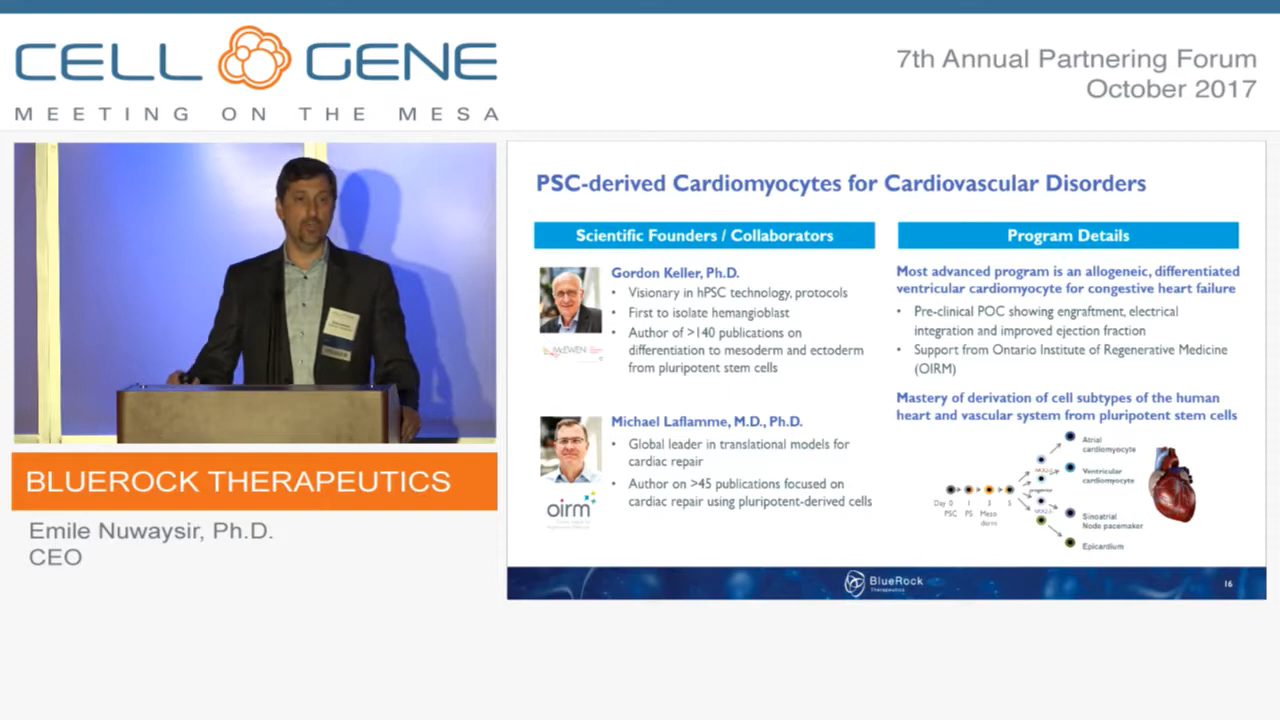 CELL GENE
MEETING ON THE MESA
7th Annual Partnering Forum
October 2017
BLUEROCK THERAPEUTICS
Emile Nuwaysir, Ph.D.
CEO
PSC-derived Cardiomyocytes for Cardiovascular Disorders
Scientific Founders / Collaborators
Gordon Keller, Ph.D.
• Visionary in hPSC technology, protocols
• First to isolate hemangioblast
• Author of >140 publications on
differentiation to mesoderm and ectoderm
from pluripotent stem cells
McEWEN
Michael Laflamme, M.D., Ph.D.
• Global leader in translational models for
cardiac repair
• Author on >45 publications focused on
cardiac repair using pluripotent-derived cells
oirm
Program Details
Most advanced program is an allogeneic, differentiated
ventricular cardiomyocyte for congestive heart failure
• Pre-clinical POC showing engraftment, electrical
integration and improved ejection fraction
• Support from Ontario Institute of Regenerative Medicine
(OIRM)
Mastery of derivation of cell subtypes of the human
heart and vascular system from pluripotent stem cells
Atrial
cardiomyocyte
Ventricular
cardiomyocyte
Sinoatrial
Node pacemaker
Epicardium
progenitor
Day 0 1 3 5
PSC PS Meso
derm
BlueRock
Therapeutics
16